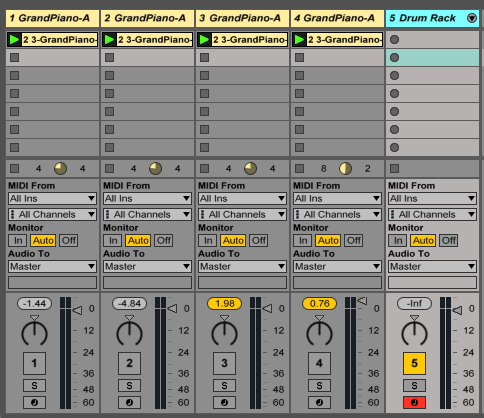 1 GrandPiano-A 2 GrandPiano-A 3 GrandPiano-A 4 GrandPiano-A 5 Drum Rack
2 3-GrandPiano- 2 3-GrandPiano- 2 3-GrandPiano- 2 3-GrandPiano-
4 4 4 4 4 4 8 2
MIDI From MIDI From MIDI From MIDI From MIDI From
All Ins All Ins All Ins All Ins All Ins
All Channels All Channels All Channels All Channels All Channels
Monitor Monitor Monitor Monitor Monitor
In Auto Off In Auto Off In Auto Off In Auto Off In Auto Off
Audio To Audio To Audio To Audio To Audio To
Master Master Master Master Master
-1.44 0 -4.84 0 1.98 0 0.76 0 -Inf 0
12 12 12 12 12
24 24 24 24 24
1 2 3 4 5
36 36 36 36 36
S 48 S 48 S 48 S 48 S 48
60 60 60 60 60